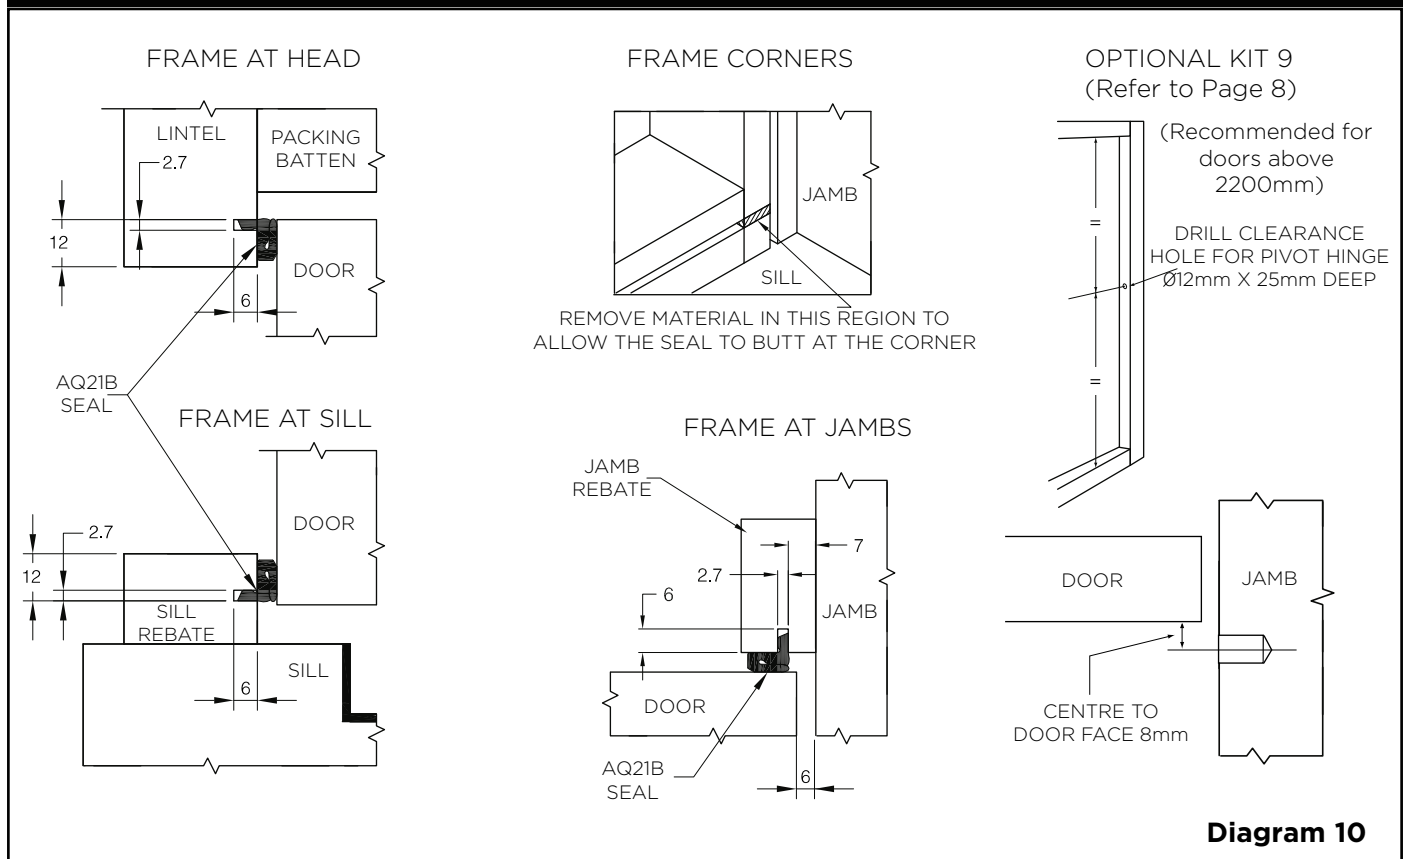 FRAME AT HEAD
LINTEL
PACKING
BATTEN
2.7
12
DOOR
6
AQ21B
SEAL
FRAME AT SILL
DOOR
2.7
12
SILL
REBATE
SILL
6
FRAME CORNERS
JAMB
SILL
REMOVE MATERIAL IN THIS REGION TO
ALLOW THE SEAL TO BUTT AT THE CORNER
FRAME AT JAMBS
JAMB
REBATE
7
2.7
6
JAMB
DOOR
AQ21B
SEAL
6
OPTIONAL KIT 9
(Refer to Page 8)
(Recommended for
doors above
2200mm)
=
DRILL CLEARANCE
HOLE FOR PIVOT HINGE
Ø12mm X 25mm DEEP
=
DOOR
JAMB
CENTRE TO
DOOR FACE 8mm
Diagram 10